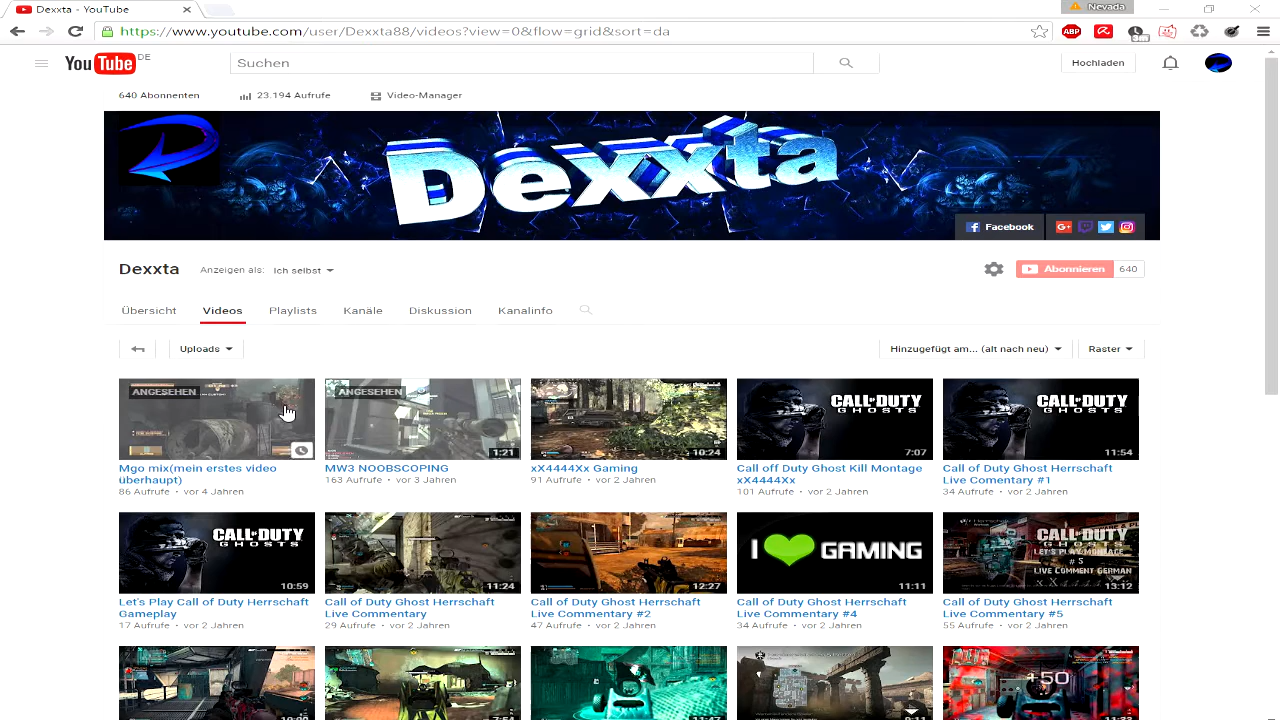 Dexxta - YouTube
Nevada
https://www.youtube.com/user/Dexxta8/videos?view=0&flow=grid&sort=da
ABP
3m
YouTube DE
Suchen
Hochladen
640 Abonnenten
23.194 Aufrufe
Video-Manager
Dexxta
Facebook
G+
Dexxta
Anzeigen als: Ich selbst
Abonnieren 640
Übersicht
Videos
Playlists
Kanäle
Diskussion
Kanalinfo
Uploads
Hinzugefügt am... (alt nach neu)
Raster
ANGESEHEN
Mgo mix(mein erstes video
überhaupt)
86 Aufrufe • vor 4 Jahren
ANGESEHEN
1:21
MW3 NOOBSCOPING
163 Aufrufe • vor 3 Jahren
10:24
xX4444Xx Gaming
91 Aufrufe • vor 2 Jahren
CALL OF DUTY
GHOSTS
7:07
Call off Duty Ghost Kill Montage
xX4444Xx
101 Aufrufe • vor 2 Jahren
CALL OF DUTY
GHOSTS
11:54
Call of Duty Ghost Herrschaft
Live Comentary #1
34 Aufrufe • vor 2 Jahren
CALL OF DUTY
GHOSTS
10:59
Let's Play Call of Duty Herrschaft
Gameplay
17 Aufrufe • vor 2 Jahren
11:24
Call of Duty Ghost Herrschaft
Live Commentary
29 Aufrufe • vor 2 Jahren
12:27
Call of Duty Ghost Herrschaft
Live Commentary #2
47 Aufrufe • vor 2 Jahren
I GAMING
11:11
Call of Duty Ghost Herrschaft
Live Commentary #4
34 Aufrufe • vor 2 Jahren
CALL OF DUTY
GHOSTS
LET'S PLAY MONTAGE
# 5
LIVE COMMENT GERMAN
13:12
Call of Duty Ghost Herrschaft
Live Commentary #5
55 Aufrufe • vor 2 Jahren
+50